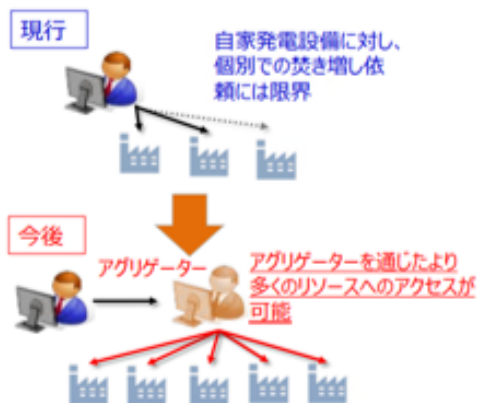 現行
自家発電設備に対し、
個別での焚き増し依
頼には限界
今後
アグリゲーター
アグリゲーターを通じたより
多くのリソースへのアクセスが
可能